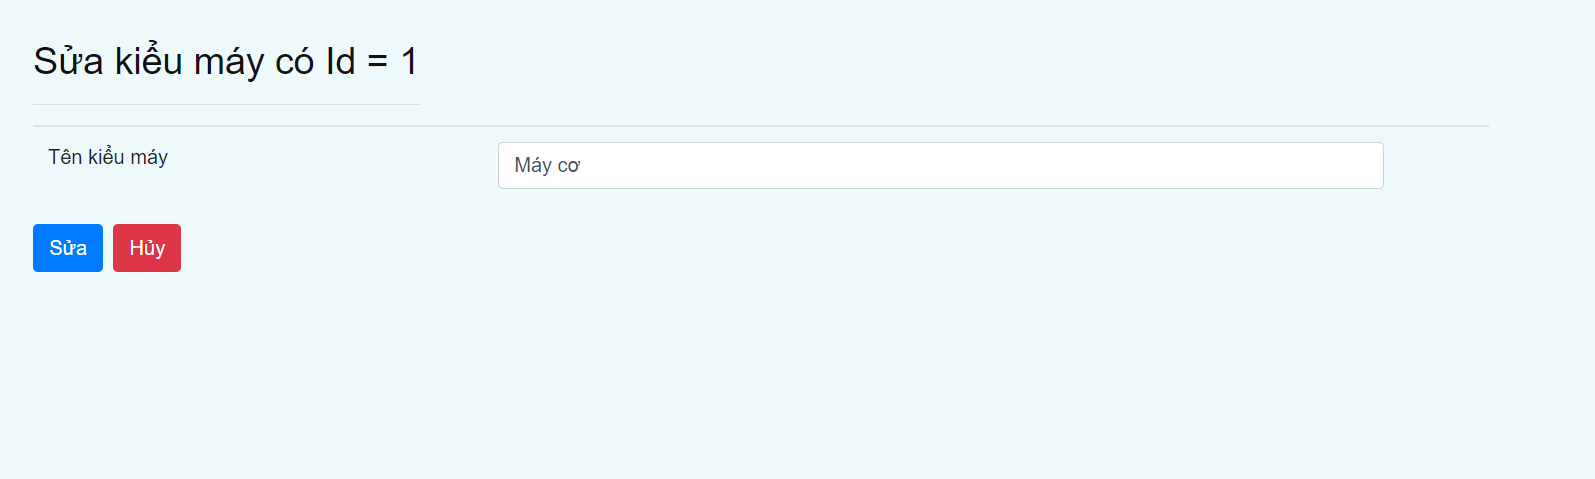 Sửa kiểu máy có Id = 1
Tên kiểu máy
Máy cơ
Sửa
Hủy